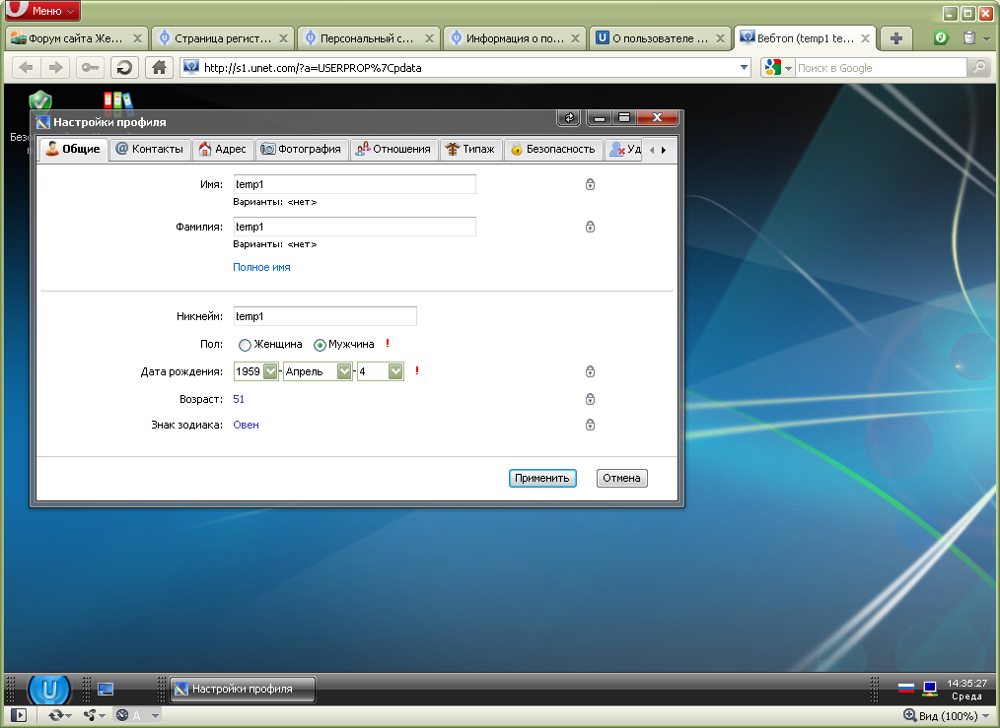 Меню
Форум сайта Же...
Страница регист...
Персональный с...
Информация о по...
О пользователе ...
Вебтоп (temp1 te...
http://s1.unet.com/?a=USERPROP%7Cpdata
Поиск в Google
Настройки профиля
Общие
Контакты
Адрес
Фотография
Отношения
Типаж
Безопасность
Уд
Имя: temp1
Варианты: <нет>
Фамилия: temp1
Варианты: <нет>
Полное имя
Никнейм: temp1
Пол: Женщина Мужчина !
Дата рождения: 1959 - Апрель - 4 !
Возраст: 51
Знак зодиака: Овен
Применить
Отмена
U
Настройки профиля
14:35:27
Среда
A
Вид (100%)